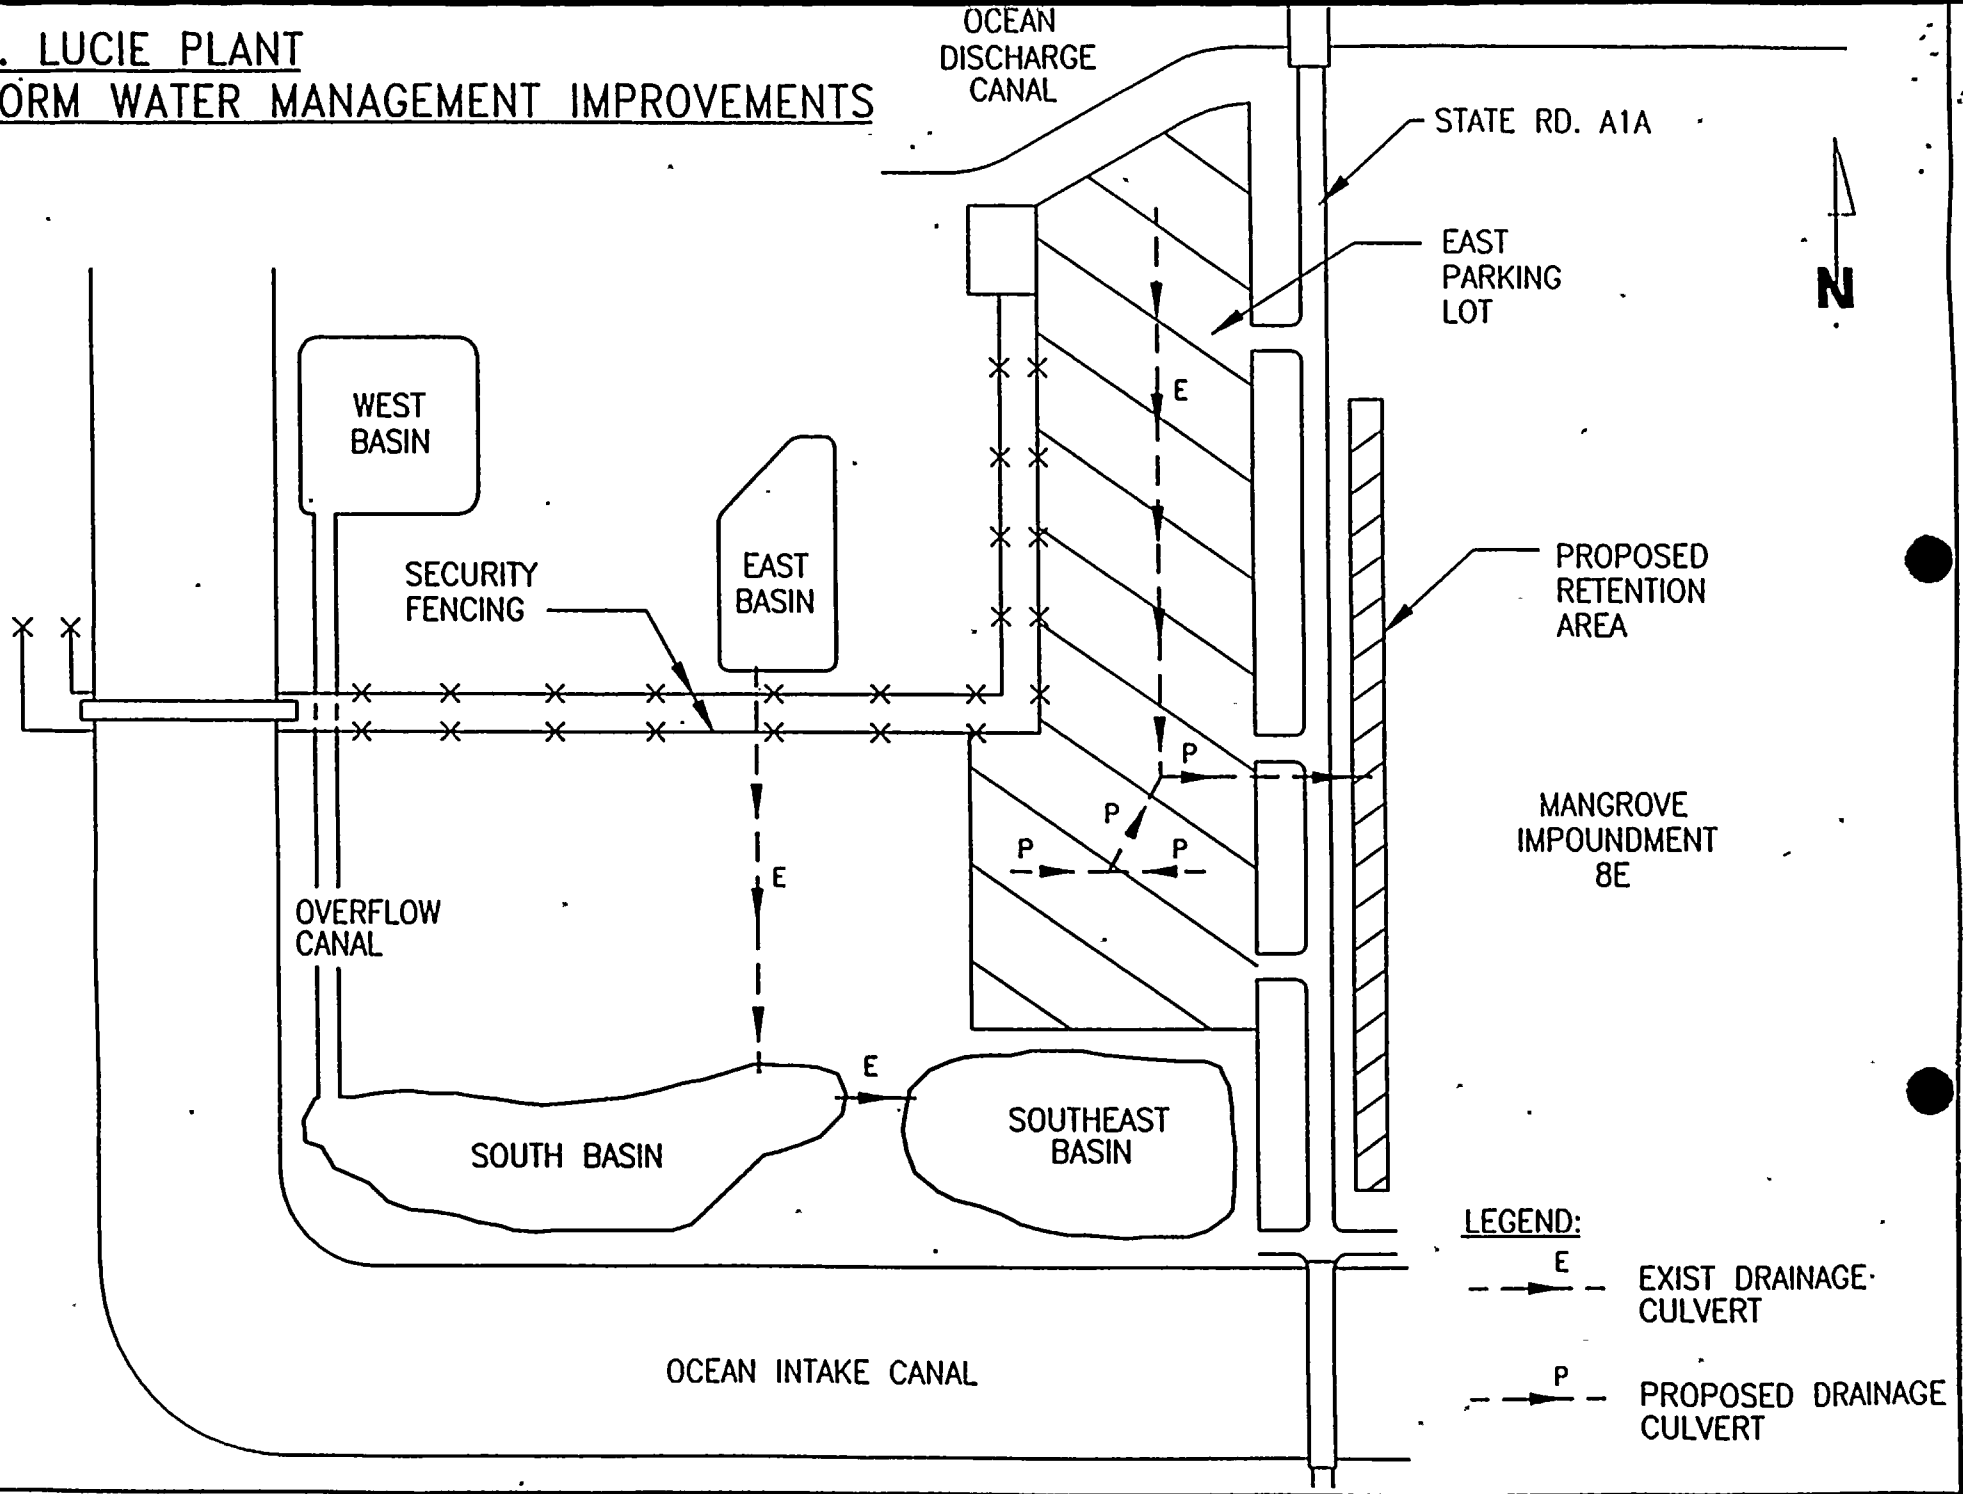 . LUCIE PLANT
ORM WATER MANAGEMENT IMPROVEMENTS
OCEAN
DISCHARGE
CANAL
STATE RD. A1A
EAST
PARKING
LOT
N
WEST
BASIN
E
SECURITY
FENCING
EAST
BASIN
PROPOSED
RETENTION
AREA
P
P
P
P
MANGROVE
IMPOUNDMENT
8E
E
OVERFLOW
CANAL
E
SOUTH BASIN
SOUTHEAST
BASIN
LEGEND:
E
EXIST DRAINAGE
CULVERT
P
PROPOSED DRAINAGE
CULVERT
OCEAN INTAKE CANAL